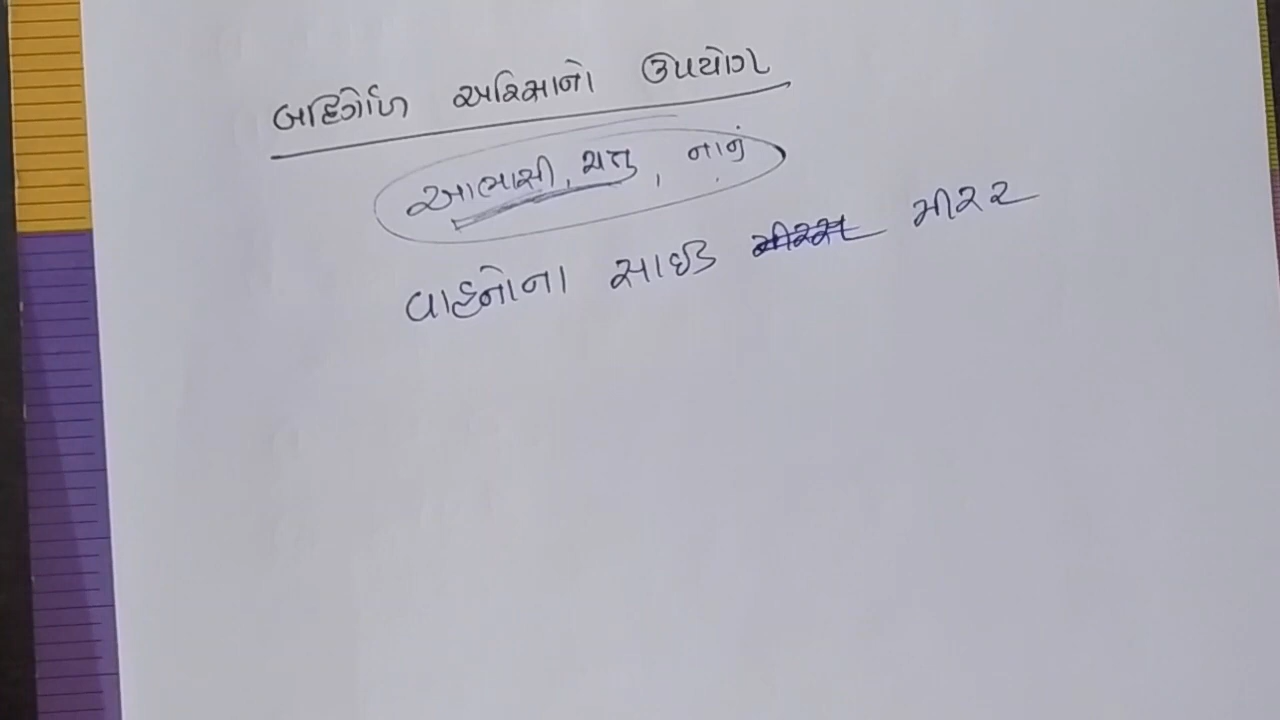 બહિર્ગોળ અરિસાનો ઉપયોગ
આભાસી, ચતુ, નાનું
વાહનોના સાઇડ મીરર